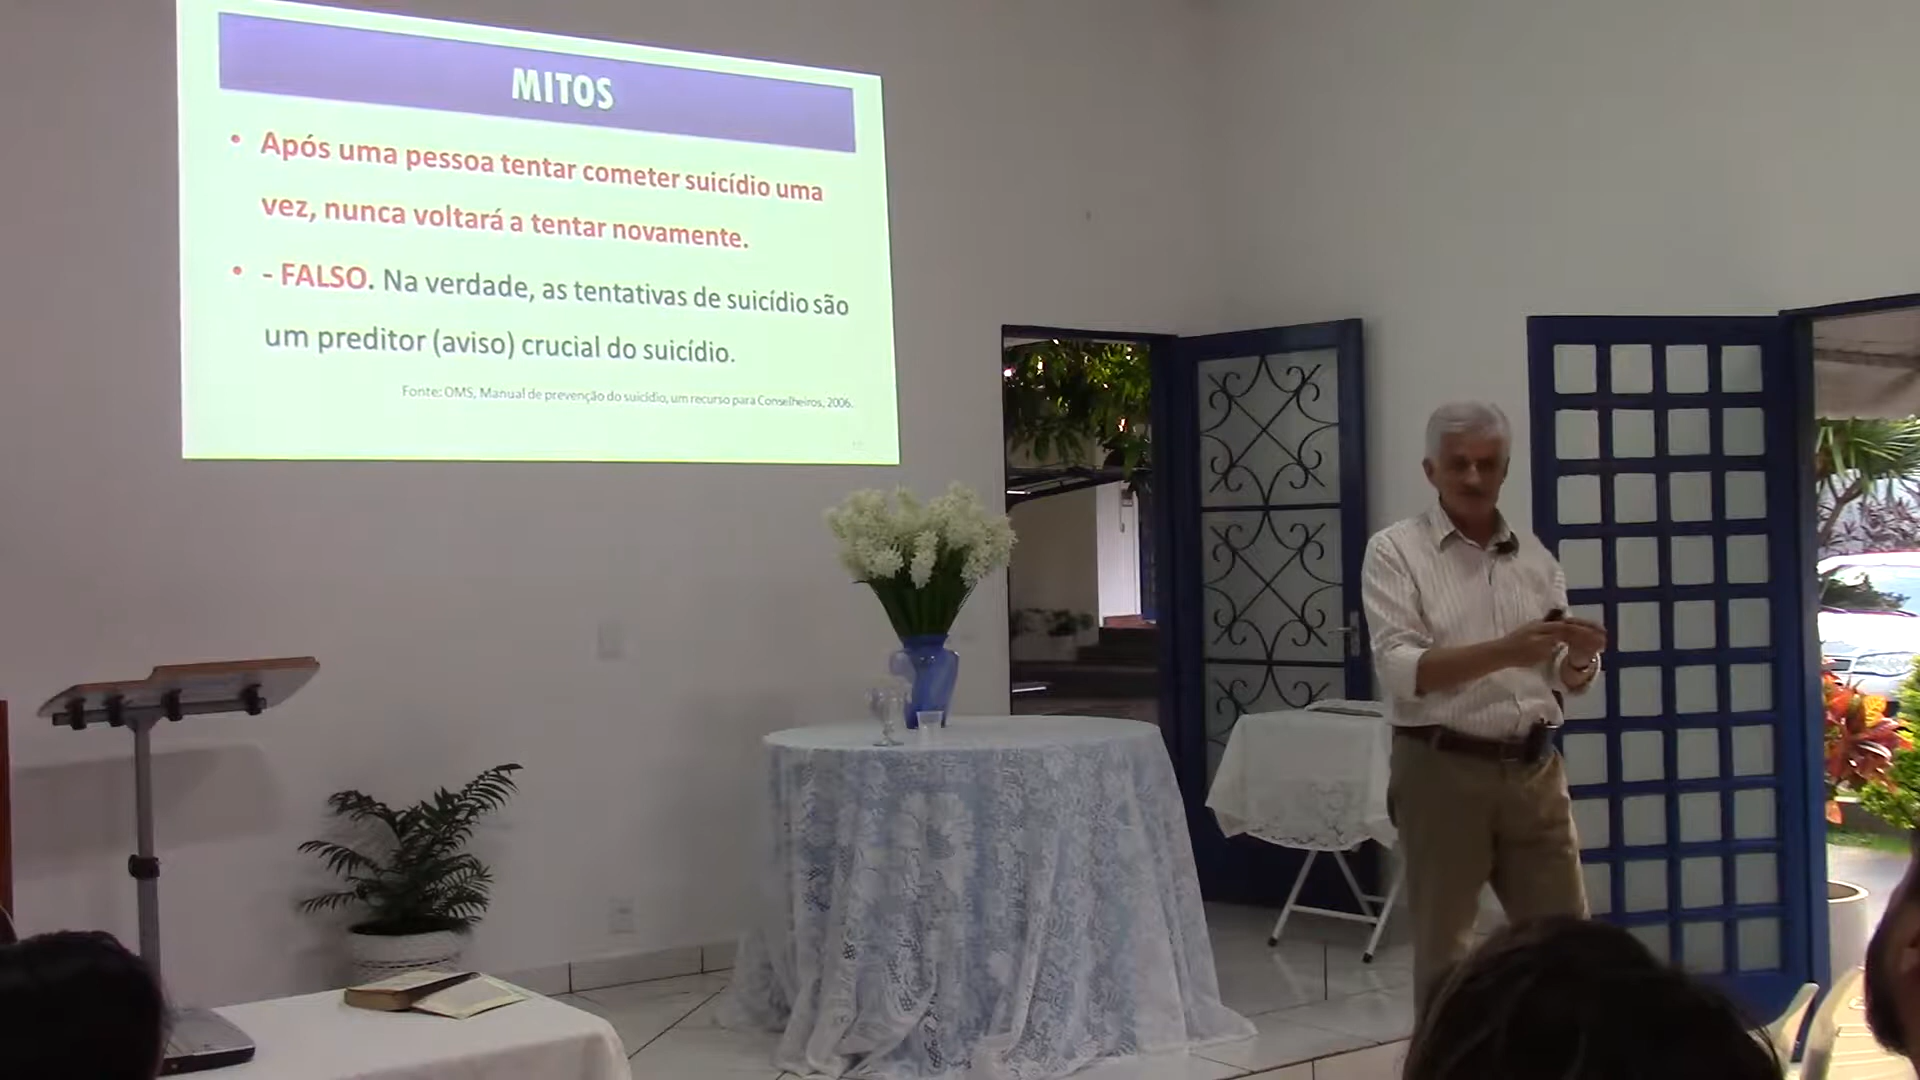 MITOS
• Após uma pessoa tentar cometer suicídio uma
vez, nunca voltará a tentar novamente.
• - FALSO. Na verdade, as tentativas de suicídio são
um preditor (aviso) crucial do suicídio.
Fonte: OMS, Manual de prevenção do suicídio, um recurso para Conselheiros, 2006.